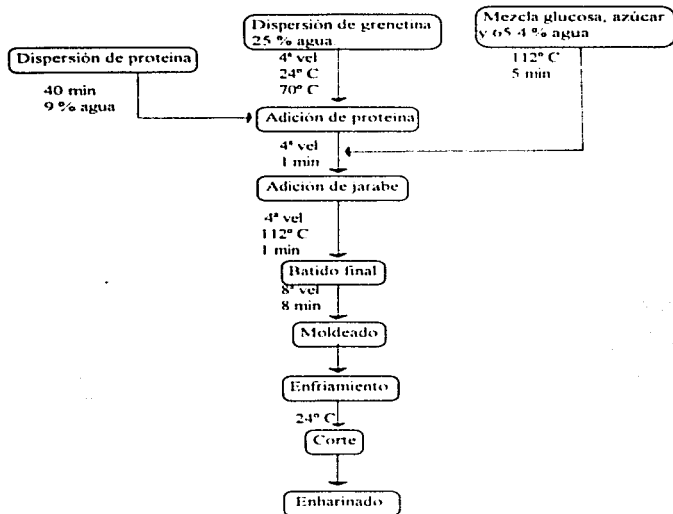 Dispersión de grenetina
25 % agua
Mezcla glucosa, azúcar
y 65.4 % agua
Dispersión de proteina
4ª vel
24° C
70° C
112° C
5 min
40 min
9 % agua
Adición de proteina
4ª vel
1 min
Adición de jarabe
4ª vel
112° C
1 min
Batido final
8ª vel
8 min
Moldeado
Enfriamiento
24° C
Corte
Enharinado